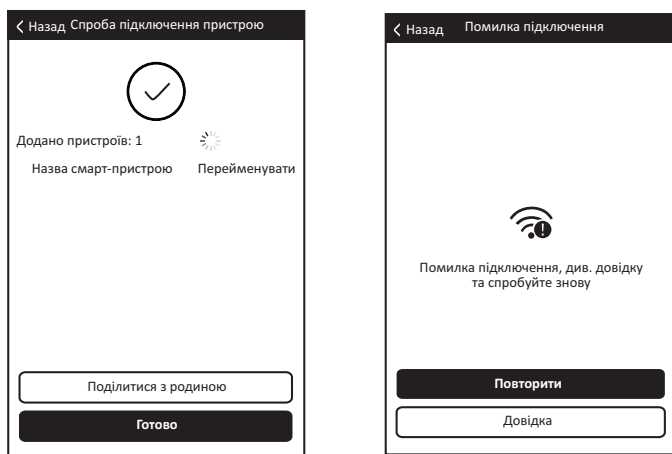 Назад Спроба підключення пристрою
Додано пристроїв: 1
Назва смарт-пристрою Перейменувати
Поділитися з родиною
Готово
Назад Помилка підключення
Помилка підключення, див. довідку
та спробуйте знову
Повторити
Довідка